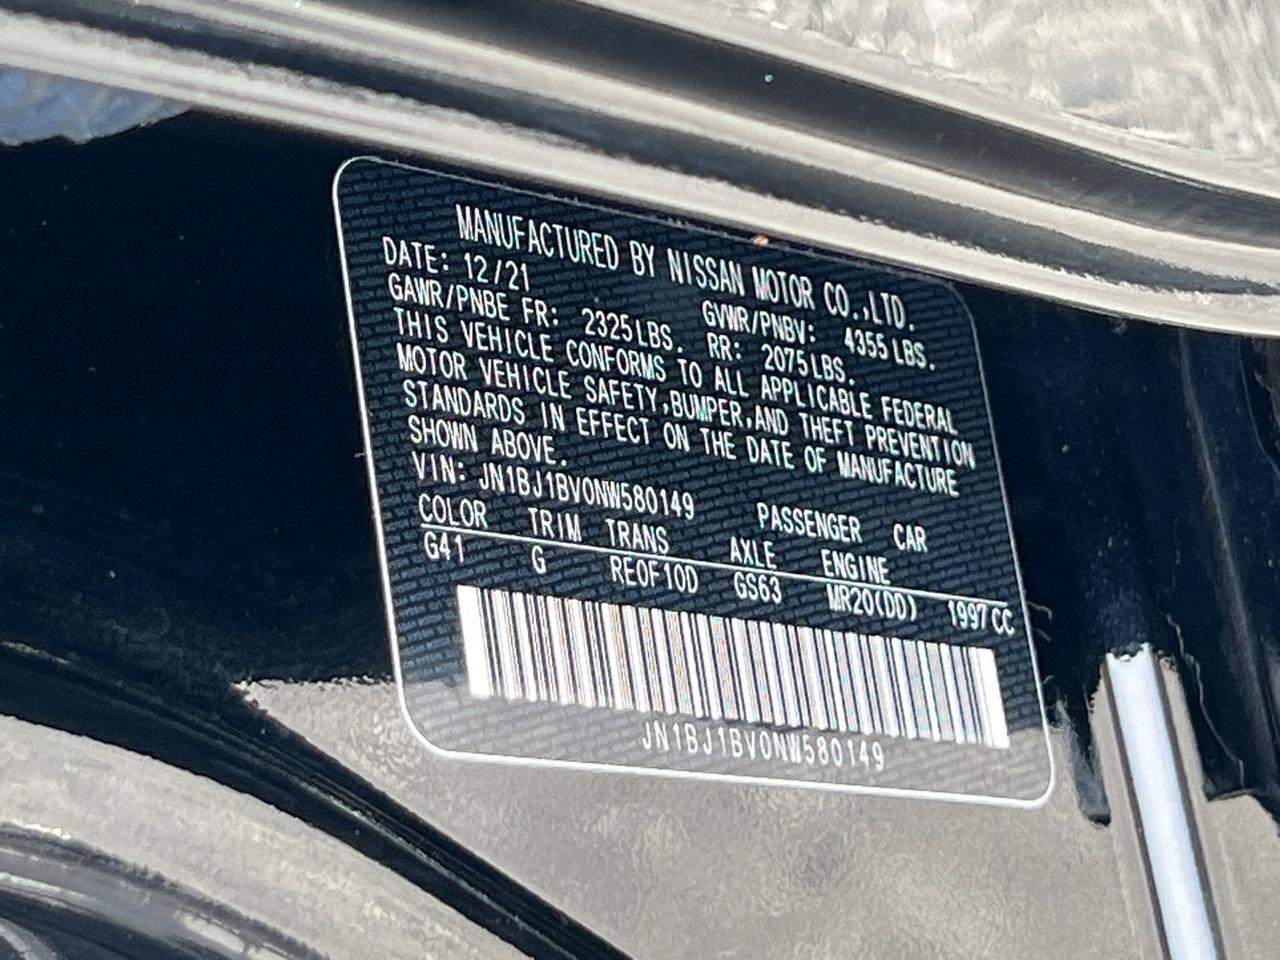 MANUFACTURED BY NISSAN MOTOR CO.,LTD.
DATE: 12/21 GVWR/PNBV: 4355 LBS.
GAWR/PNBE FR: 2325LBS. RR: 2075LBS.
THIS VEHICLE CONFORMS TO ALL APPLICABLE FEDERAL
MOTOR VEHICLE SAFETY,BUMPER,AND THEFT PREVENTION
STANDARDS IN EFFECT ON THE DATE OF MANUFACTURE
SHOWN ABOVE.
VIN: JN1BJ1BV0NW580149 PASSENGER CAR
COLOR TRIM TRANS AXLE ENGINE
G41 G RE0F10D GS63 MR20(DD) 1997CC
JN1BJ1BV0NW580149